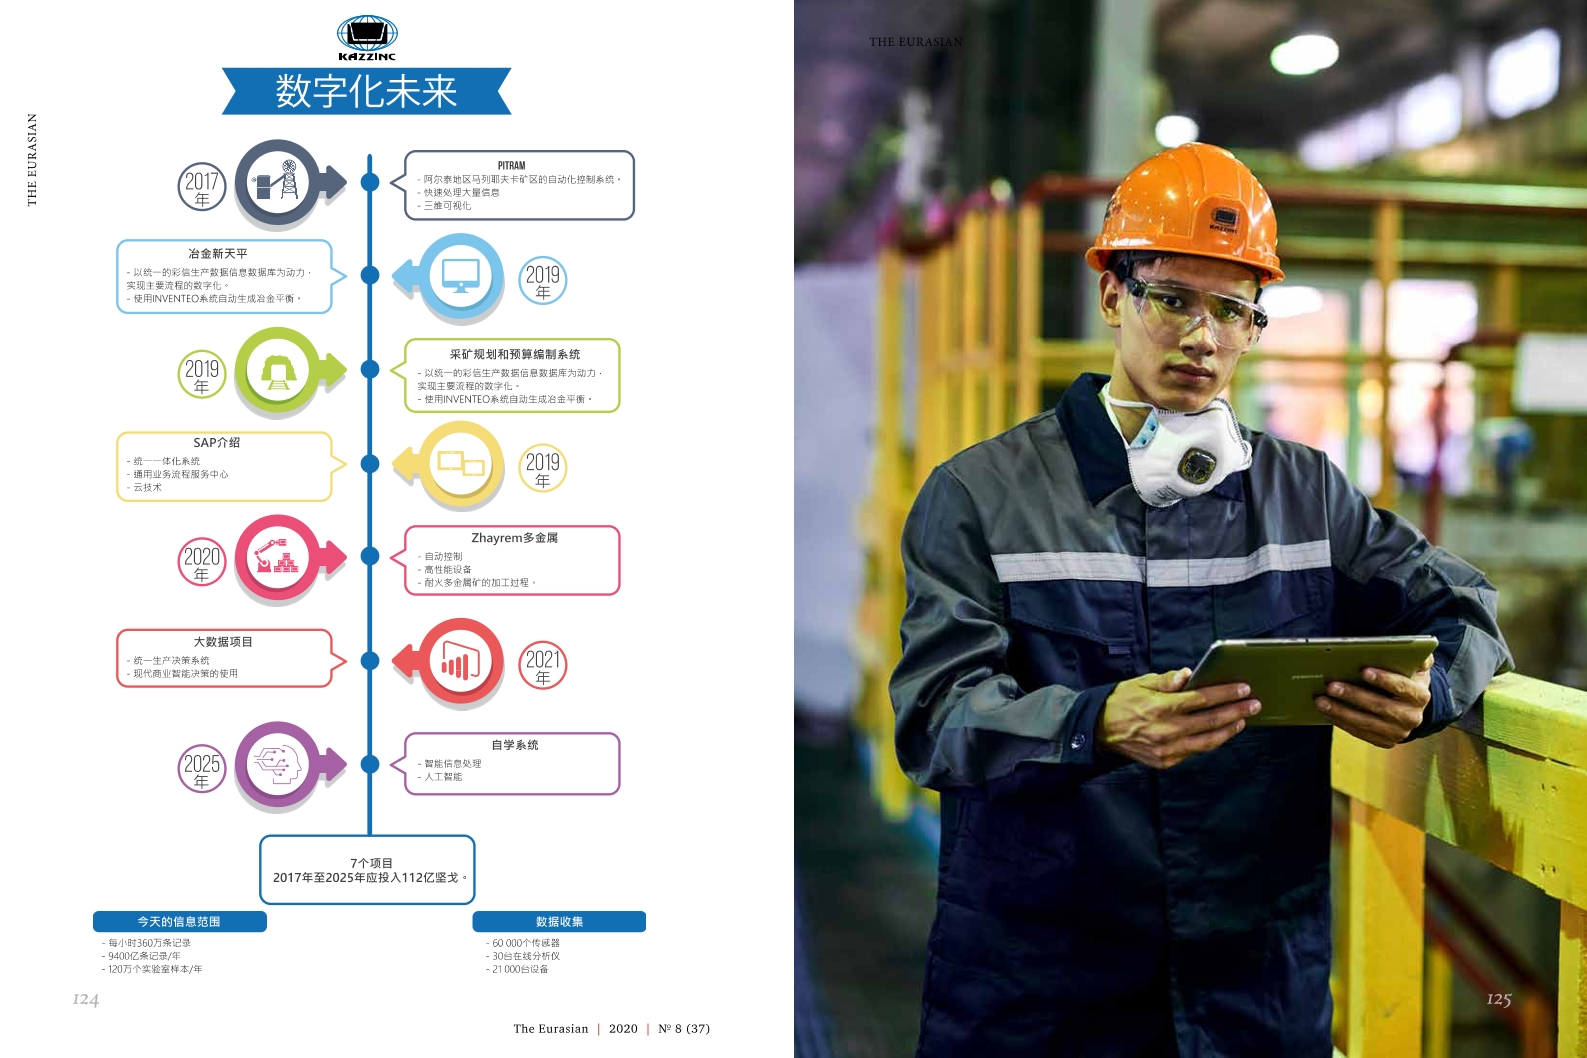 KAZZINC
数字化未来
THE EURASIAN
2017
年
PITRAM
- 阿尔泰地区马列耶夫卡矿区的自动化控制系统。
- 快速处理大量信息
- 三维可视化
冶金新天平
- 以统一的彩信生产数据信息数据库为动力，
实现主要流程的数字化。
- 使用INVENTEO系统自动生成冶金平衡。
2019
年
2019
年
采矿规划和预算编制系统
- 以统一的彩信生产数据信息数据库为动力，
实现主要流程的数字化。
- 使用INVENTEO系统自动生成冶金平衡。
SAP介绍
- 统一一体化系统
- 通用业务流程服务中心
- 云技术
2019
年
2020
年
Zhayrem多金属
- 自动控制
- 高性能设备
- 耐火多金属矿的加工过程。
大数据项目
- 统一生产决策系统
- 现代商业智能决策的使用
2021
年
2025
年
自学系统
- 智能信息处理
- 人工智能
7个项目
2017年至2025年应投入112亿坚戈。
今天的信息范围
- 每小时360万条记录
- 9400亿条记录/年
- 120万个实验室样本/年
数据收集
- 60 000个传感器
- 30台在线分析仪
- 21 000台设备
124
The Eurasian | 2020 | № 8 (37)
THE EURASIAN
KAZZINC
125